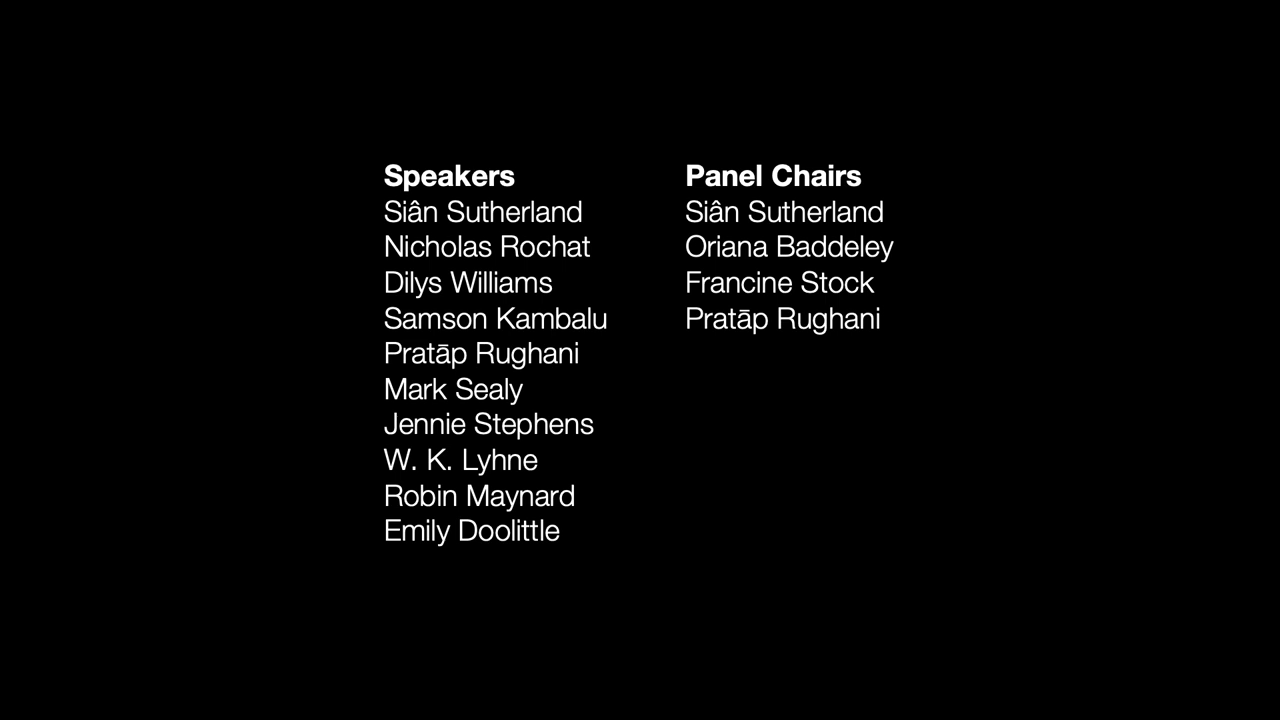 Speakers
Siân Sutherland
Nicholas Rochat
Dilys Williams
Samson Kambalu
Pratāp Rughani
Mark Sealy
Jennie Stephens
W. K. Lyhne
Robin Maynard
Emily Doolittle
Panel Chairs
Siân Sutherland
Oriana Baddeley
Francine Stock
Pratāp Rughani